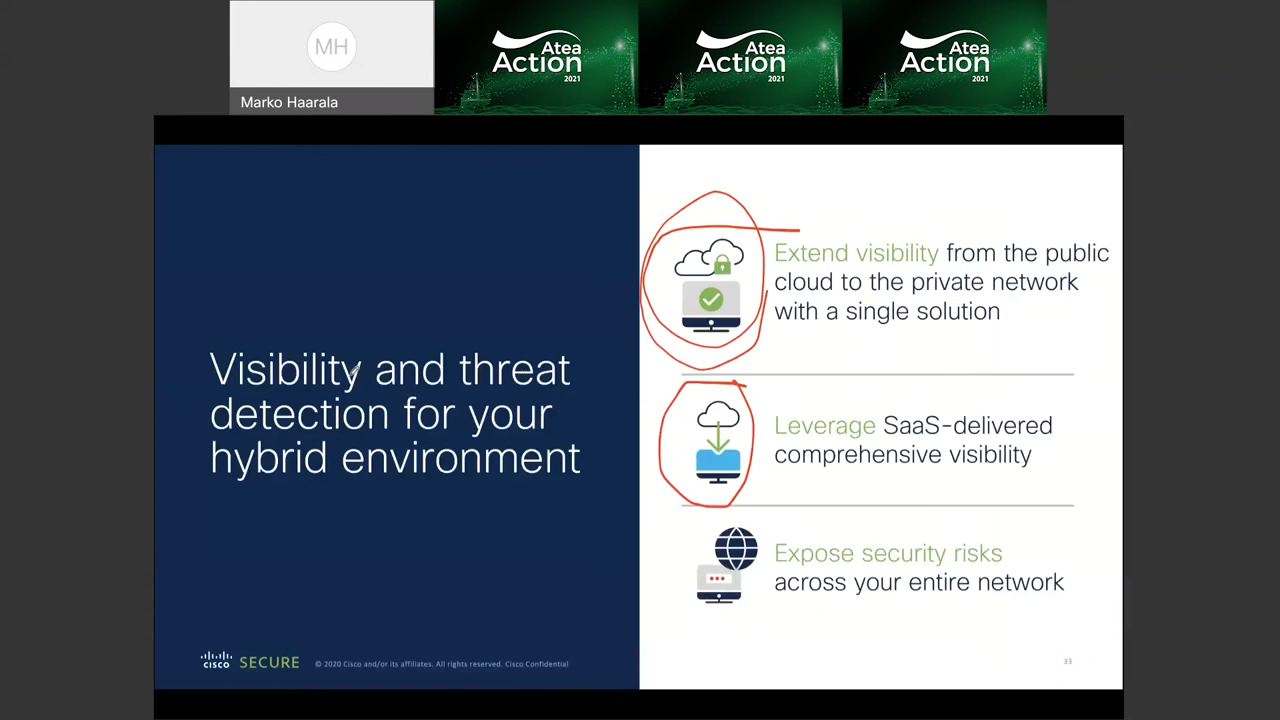 MH
Marko Haarala
Atea
Action
2021
Atea
Action
2021
Atea
Action
2021
Visibility and threat
detection for your
hybrid environment
Extend visibility from the public
cloud to the private network
with a single solution
Leverage SaaS-delivered
comprehensive visibility
Expose security risks
across your entire network
CISCO SECURE © 2020 Cisco and/or its affiliates. All rights reserved. Cisco Confidential
33